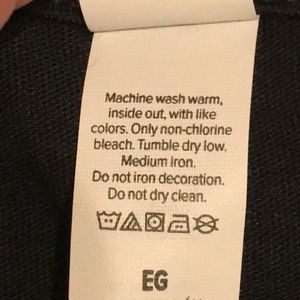 Machine wash warm,
inside out, with like
colors. Only non-chlorine
bleach. Tumble dry low.
Medium iron.
Do not iron decoration.
Do not dry clean.
EG